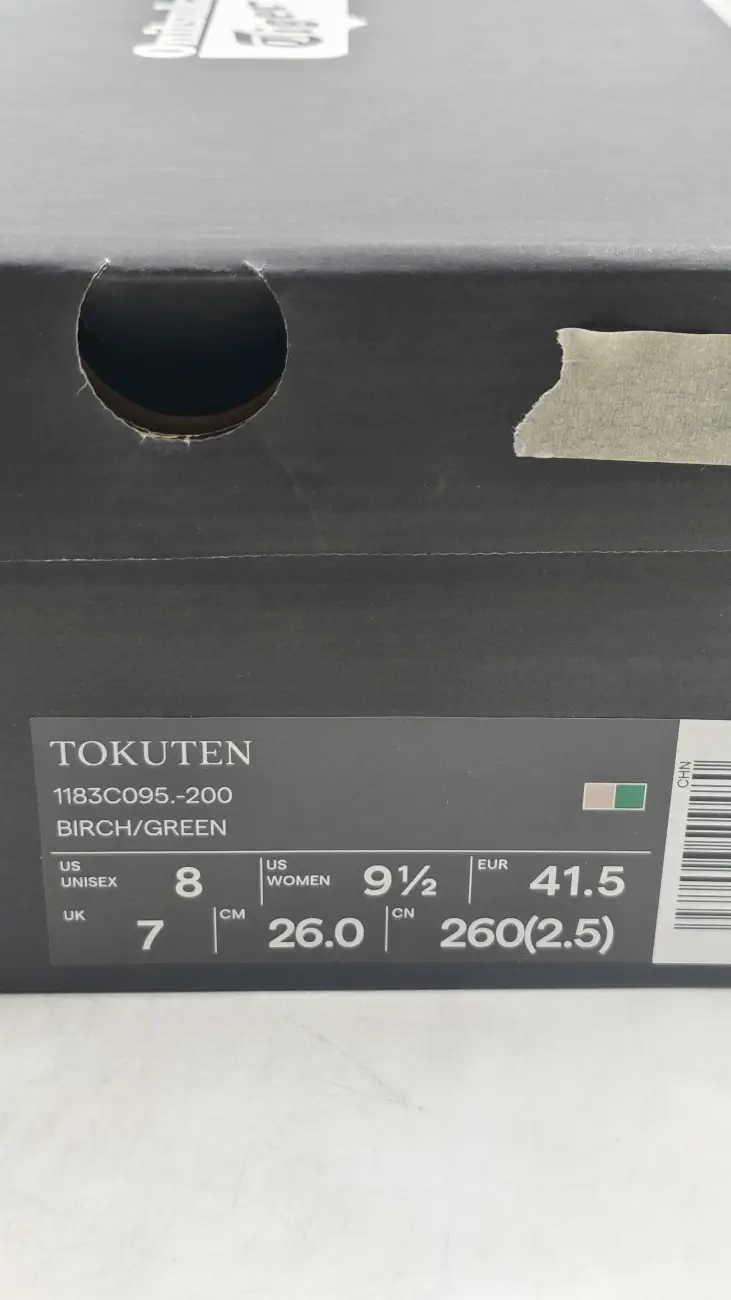 Tiger
TOKUTEN
1183C095.-200
BIRCH/GREEN
US UNISEX 8
US WOMEN 9½
EUR 41.5
UK 7
CM 26.0
CN 260(2.5)
CHN